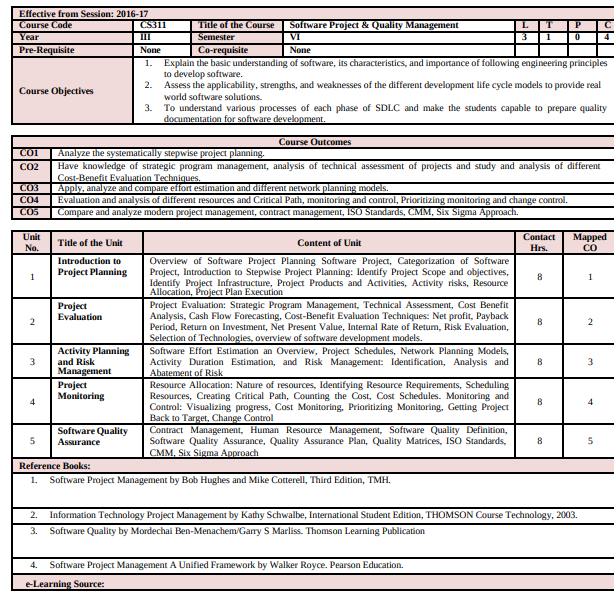 Effective from Session: 2016-17
Course Code CS311 Title of the Course Software Project & Quality Management L T P C
Year III Semester VI 3 1 0 4
Pre-Requisite None Co-requisite None
Course Objectives
1. Explain the basic understanding of software, its characteristics, and importance of following engineering principles
to develop software.
2. Assess the applicability, strengths, and weaknesses of the different development life cycle models to provide real
world software solutions.
3. To understand various processes of each phase of SDLC and make the students capable to prepare quality
documentation for software development.
Course Outcomes
CO1 Analyze the systematically stepwise project planning.
CO2 Have knowledge of strategic program management, analysis of technical assessment of projects and study and analysis of different
Cost-Benefit Evaluation Techniques.
CO3 Apply, analyze and compare effort estimation and different network planning models.
CO4 Evaluation and analysis of different resources and Critical Path, monitoring and control, Prioritizing monitoring and change control.
CO5 Compare and analyze modern project management, contract management, ISO Standards, CMM, Six Sigma Approach.
Unit No. Title of the Unit Content of Unit Contact Hrs. Mapped CO
1 Introduction to Project Planning
Overview of Software Project Planning Software Project, Categorization of Software
Project, Introduction to Stepwise Project Planning: Identify Project Scope and objectives,
Identify Project Infrastructure, Project Products and Activities, Activity risks, Resource
Allocation, Project Plan Execution
8 1
2 Project Evaluation
Project Evaluation: Strategic Program Management, Technical Assessment, Cost Benefit
Analysis, Cash Flow Forecasting, Cost-Benefit Evaluation Techniques: Net profit, Payback
Period, Return on Investment, Net Present Value, Internal Rate of Return, Risk Evaluation,
Selection of Technologies, overview of software development models.
8 2
3 Activity Planning and Risk Management
Software Effort Estimation an Overview, Project Schedules, Network Planning Models,
Activity Duration Estimation, and Risk Management: Identification, Analysis and
Abatement of Risk
8 3
4 Project Monitoring
Resource Allocation: Nature of resources, Identifying Resource Requirements, Scheduling
Resources, Creating Critical Path, Counting the Cost, Cost Schedules. Monitoring and
Control: Visualizing progress, Cost Monitoring, Prioritizing Monitoring, Getting Project
Back to Target, Change Control
8 4
5 Software Quality Assurance
Contract Management, Human Resource Management, Software Quality Definition,
Software Quality Assurance, Quality Assurance Plan, Quality Matrices, ISO Standards,
CMM, Six Sigma Approach
8 5
Reference Books:
1. Software Project Management by Bob Hughes and Mike Cotterell, Third Edition, TMH.
2. Information Technology Project Management by Kathy Schwalbe, International Student Edition, THOMSON Course Technology, 2003.
3. Software Quality by Mordechai Ben-Menachem/Garry S Marliss. Thomson Learning Publication
4. Software Project Management A Unified Framework by Walker Royce. Pearson Education.
e-Learning Source: